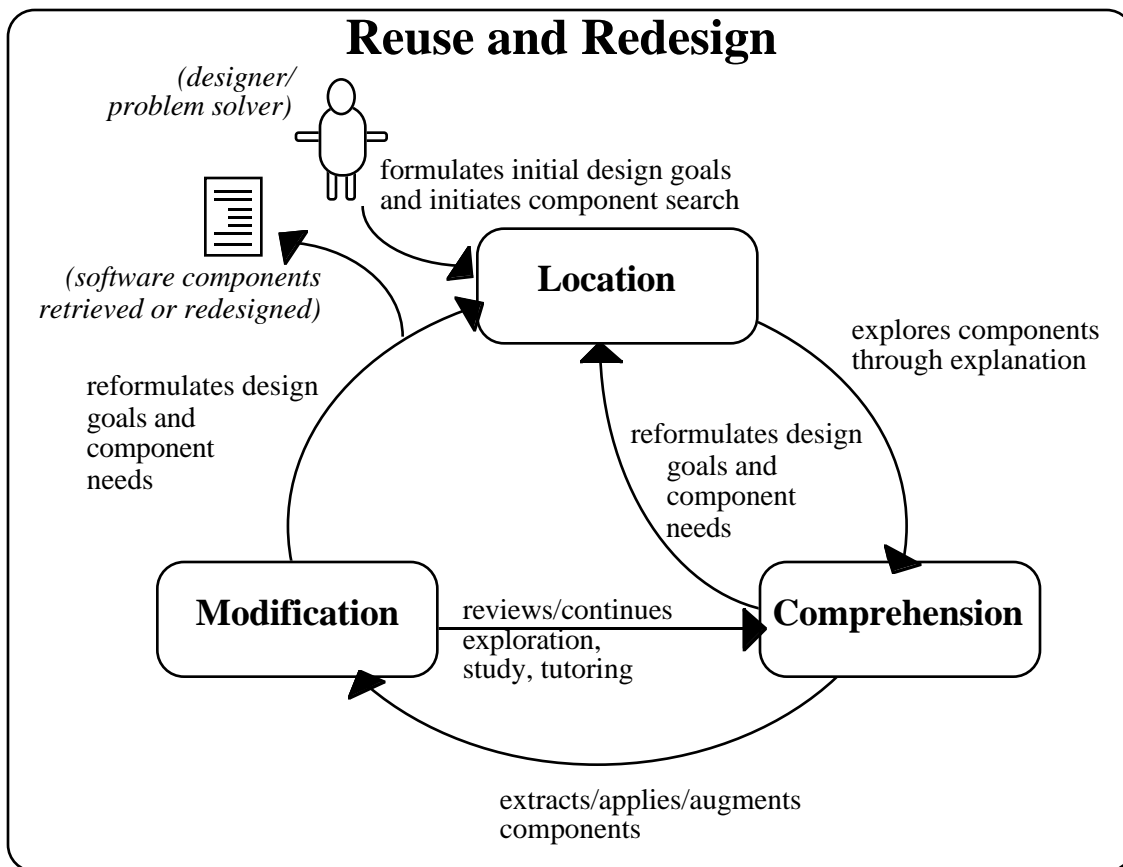 Reuse and Redesign
(designer/
problem solver)
formulates initial design goals
and initiates component search
(software components
retrieved or redesigned)
Location
explores components
through explanation
reformulates design
goals and
component
needs
reformulates design
goals and
component
needs
Modification
reviews/continues
exploration,
study, tutoring
Comprehension
extracts/applies/augments
components